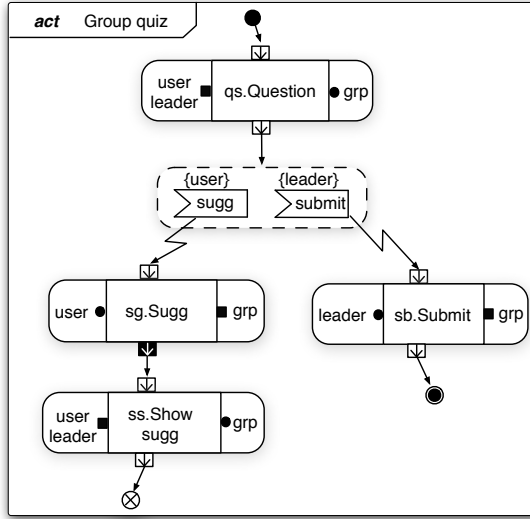 act Group quiz
user
leader
qs.Question
grp
{user}
{leader}
sugg
submit
user
sg.Sugg
grp
leader
sb.Submit
grp
user
leader
ss.Show
sugg
grp